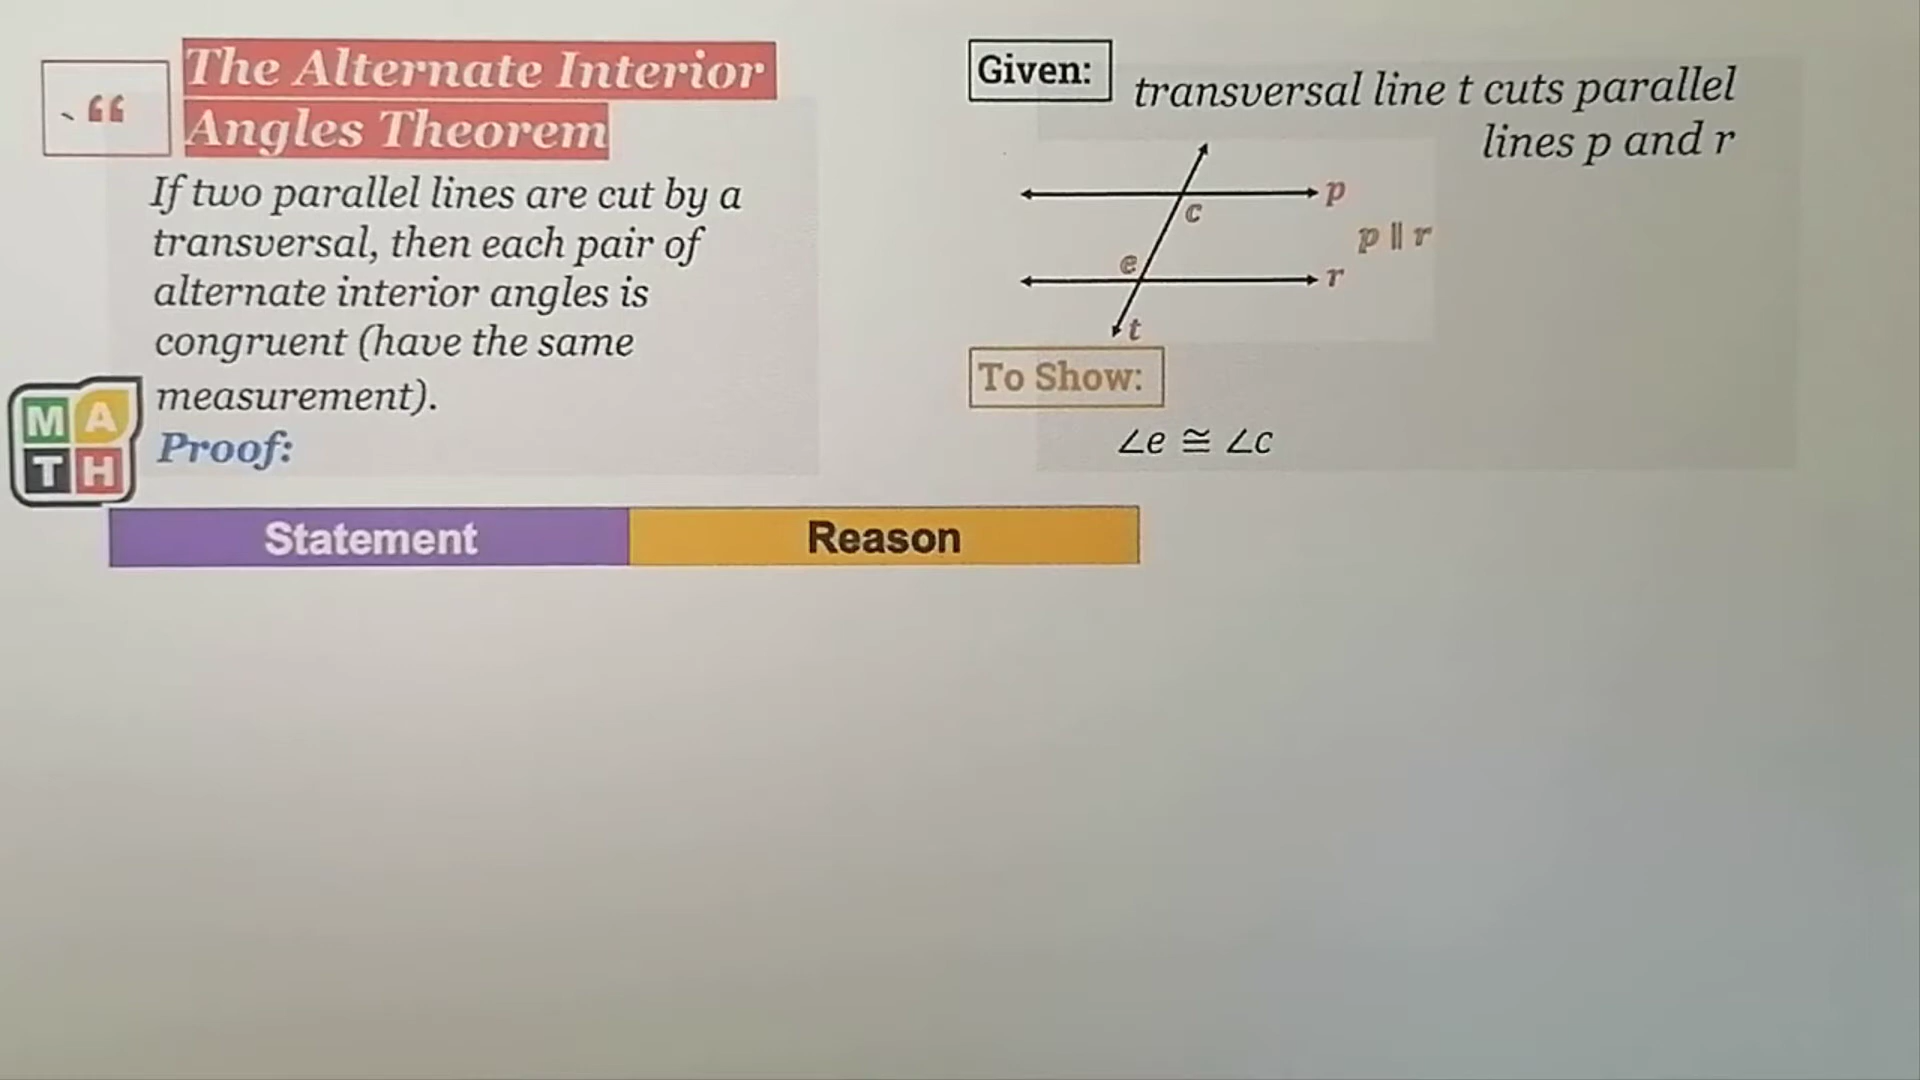 “
The Alternate Interior
Angles Theorem
If two parallel lines are cut by a
transversal, then each pair of
alternate interior angles is
congruent (have the same
measurement).
MA
TH
Proof:
Given:
transversal line t cuts parallel
lines p and r
p
c
p ∥ r
e
r
t
To Show:
∠e ≅ ∠c
Statement
Reason